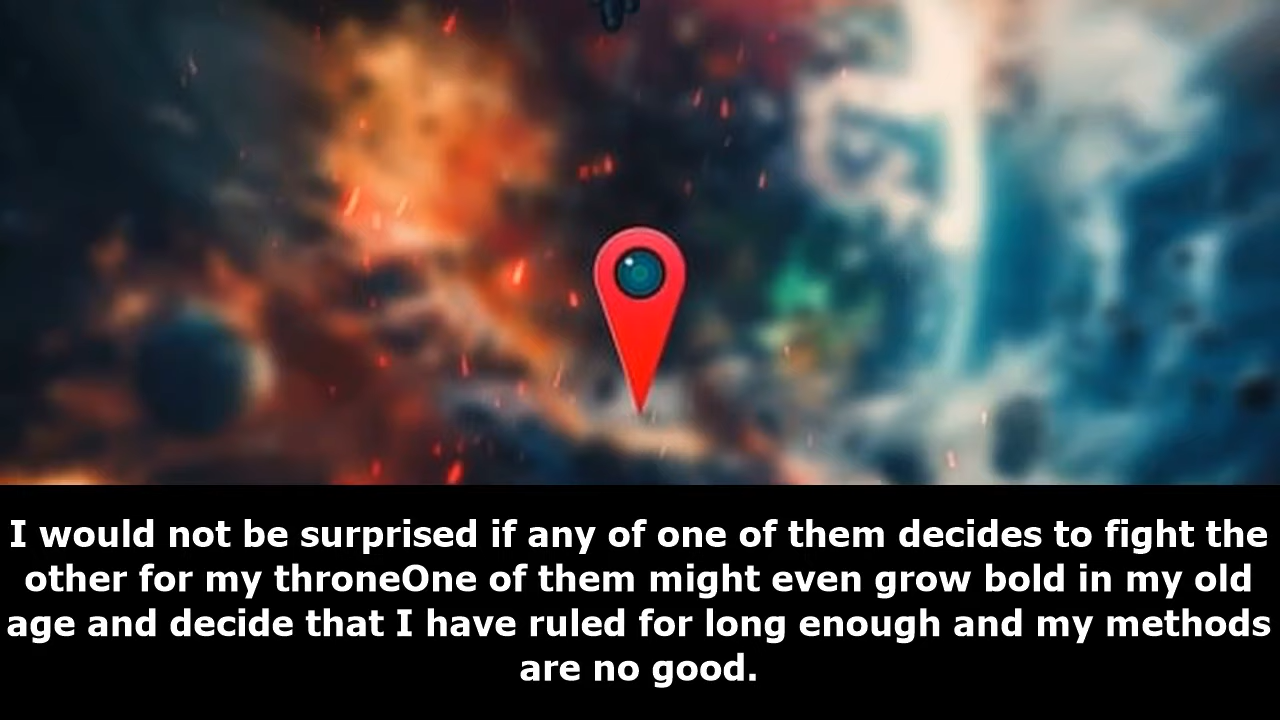 I would not be surprised if any of one of them decides to fight the
other for my throneOne of them might even grow bold in my old
age and decide that I have ruled for long enough and my methods
are no good.